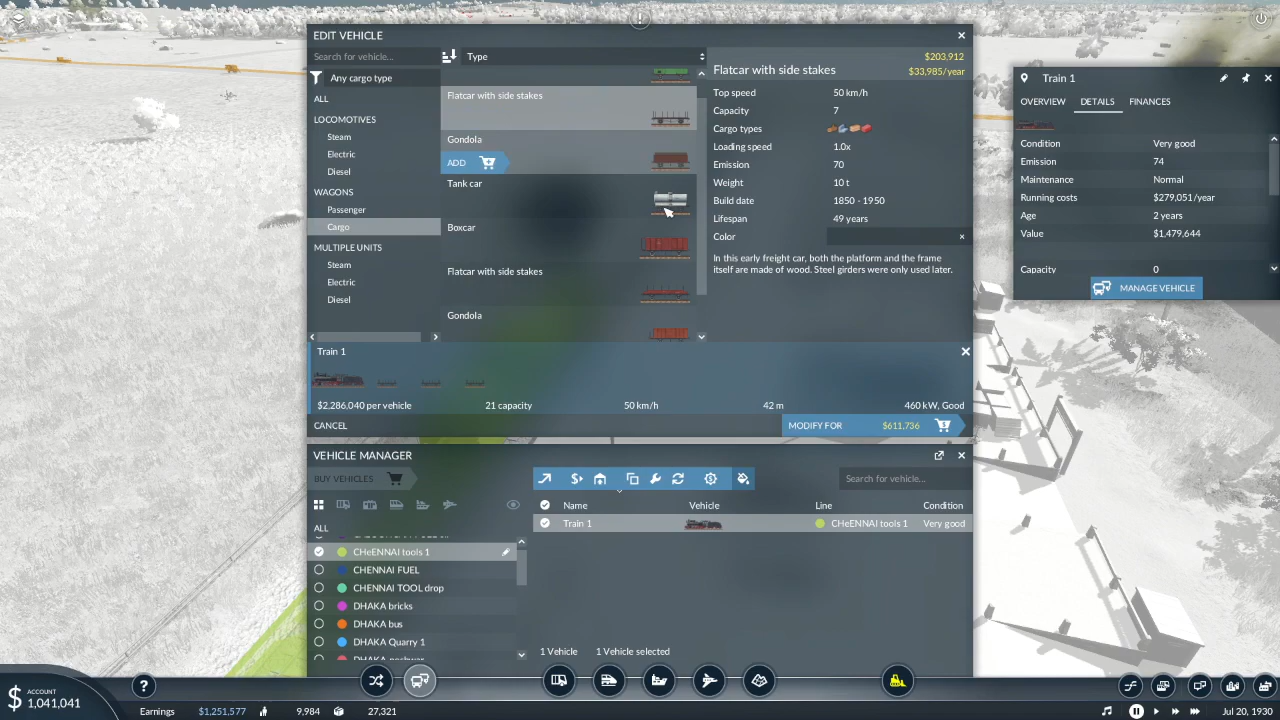 EDIT VEHICLE
Search for vehicle...
Type
Any cargo type
ALL
LOCOMOTIVES
Steam
Electric
Diesel
WAGONS
Passenger
Cargo
MULTIPLE UNITS
Steam
Electric
Diesel
Flatcar with side stakes
Gondola
ADD
Tank car
Boxcar
Flatcar with side stakes
Gondola
$203,912
Flatcar with side stakes
$33,985/year
Top speed 50 km/h
Capacity 7
Cargo types
Loading speed 1.0x
Emission 70
Weight 10 t
Build date 1850 - 1950
Lifespan 49 years
Color
In this early freight car, both the platform and the frame
itself are made of wood. Steel girders were only used later.
Train 1
$2,286,040 per vehicle 21 capacity 50 km/h 42 m 460 kW, Good
CANCEL
MODIFY FOR $611,736
Train 1
OVERVIEW DETAILS FINANCES
Condition Very good
Emission 74
Maintenance Normal
Running costs $279,051/year
Age 2 years
Value $1,479,644
Capacity 0
MANAGE VEHICLE
VEHICLE MANAGER
BUY VEHICLES
Search for vehicle...
ALL
CHeENNAI tools 1
CHENNAI FUEL
CHENNAI TOOL drop
DHAKA bricks
DHAKA bus
DHAKA Quarry 1
Name Vehicle Line Condition
Train 1 CHeENNAI tools 1 Very good
1 Vehicle 1 Vehicle selected
$ ACCOUNT
1,041,041
?
Earnings $1,251,577 9,984 27,321
Jul 20, 1930